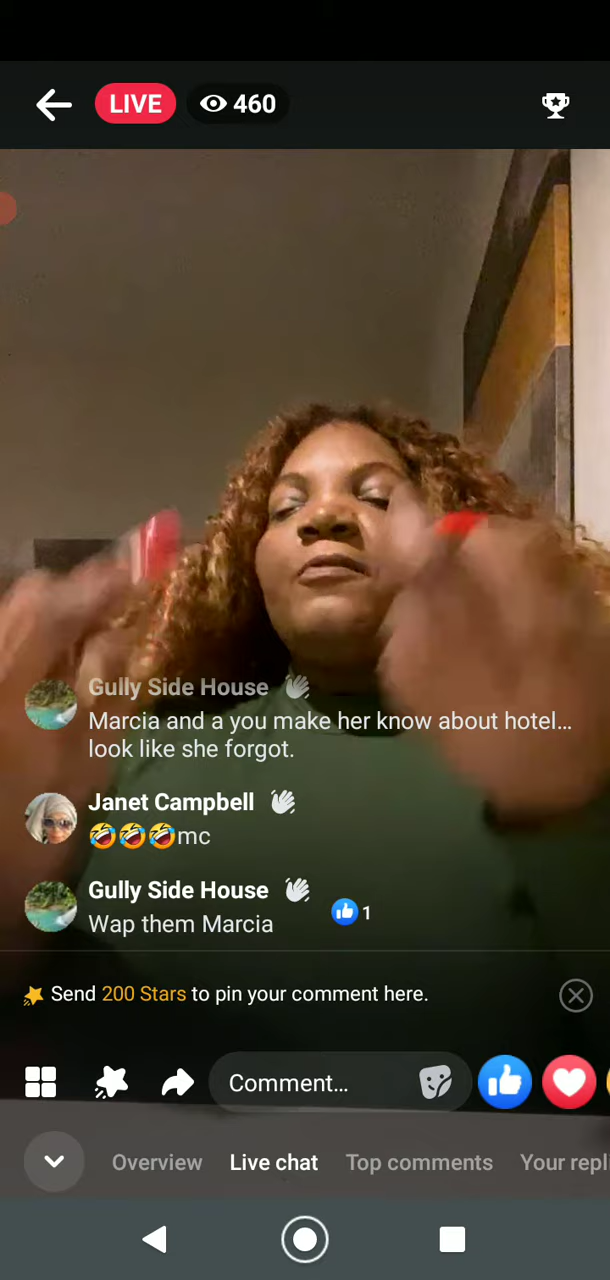 LIVE 460
Gully Side House
Marcia and a you make her know about hotel...
look like she forgot.
Janet Campbell
🤣🤣🤣mc
Gully Side House
Wap them Marcia
1
Send 200 Stars to pin your comment here.
Comment...
Overview Live chat Top comments Your repli